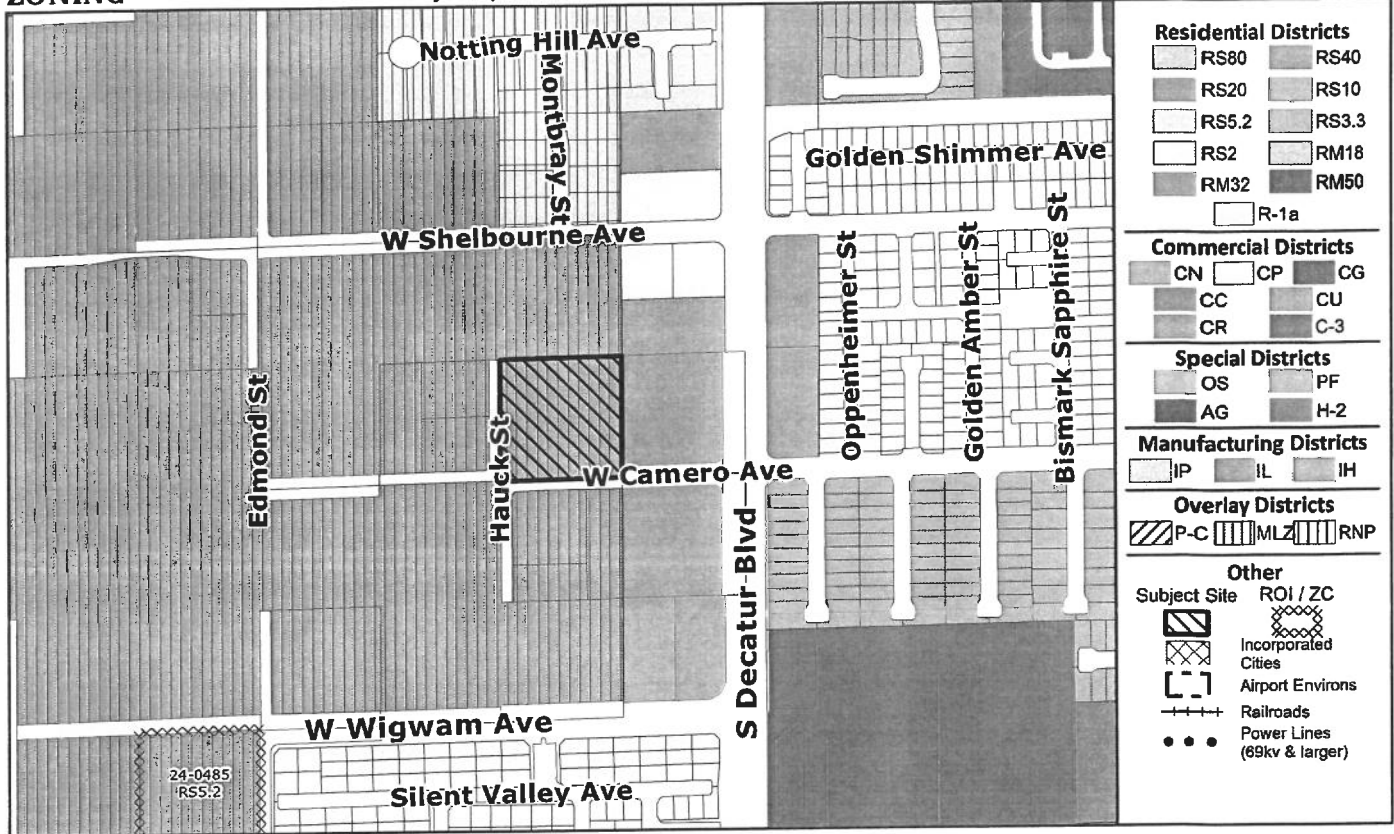 ZONING
Notting Hill Ave
Montbray St
Golden Shimmer Ave
W Shelbourne Ave
Edmond St
Hauck St
W Camero Ave
S Decatur Blvd
Oppenheimer St
Golden Amber St
Bismark Sapphire St
W Wigwam Ave
24-0485
RS5.2
Silent Valley Ave
Residential Districts
RS80 RS40
RS20 RS10
RS5.2 RS3.3
RS2 RM18
RM32 RM50
R-1a
Commercial Districts
CN CP CG
CC CU
CR C-3
Special Districts
OS PF
AG H-2
Manufacturing Districts
IP IL IH
Overlay Districts
P-C MLZ RNP
Other
Subject Site ROI / ZC
Incorporated
Cities
Airport Environs
Railroads
Power Lines
(69kv & larger)